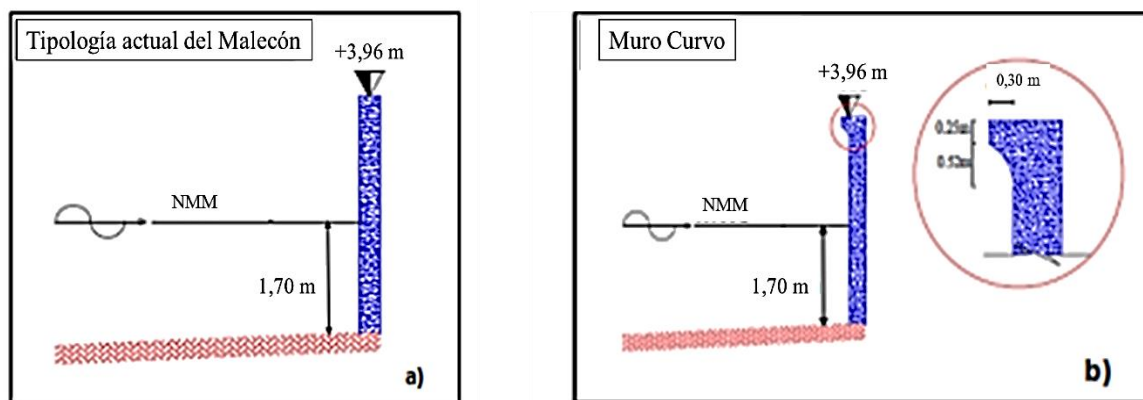 Tipología actual del Malecón
+3,96 m
NMM
1,70 m
a)
Muro Curvo
+3,96 m
0,30 m
0.25m
0.52m
NMM
1,70 m
b)